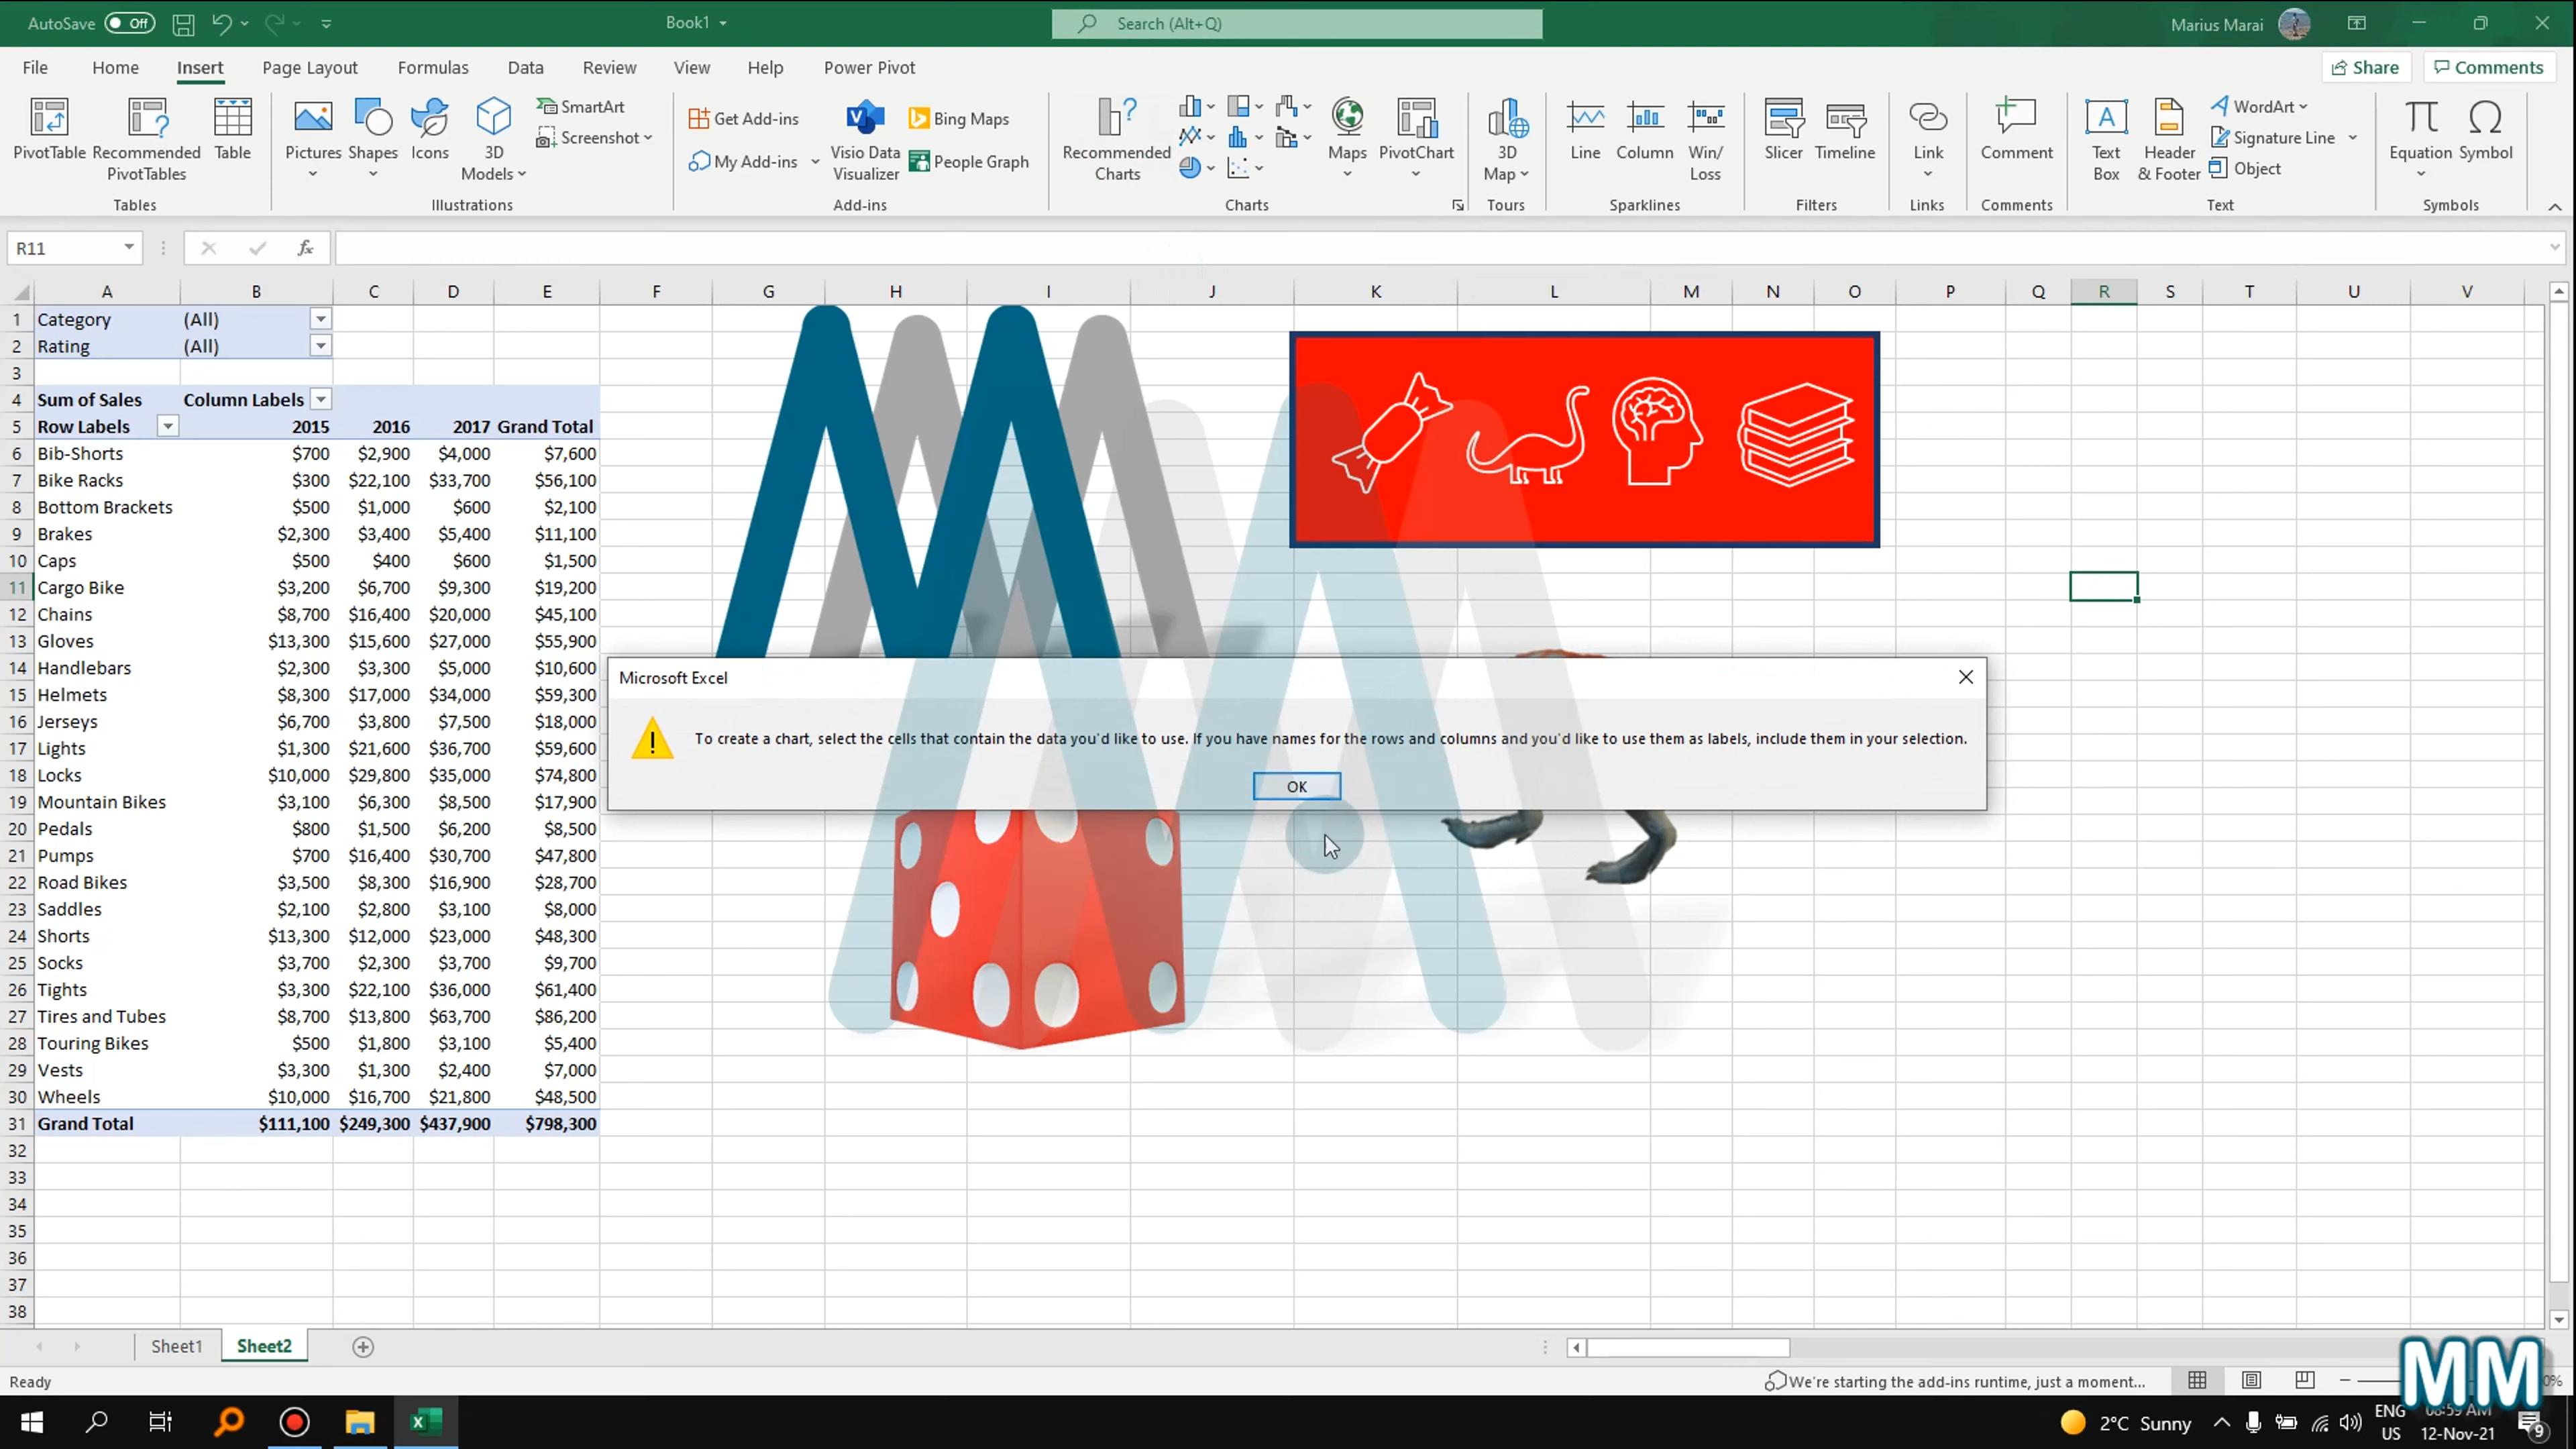 AutoSave Off
Book1
Search (Alt+Q)
Marius Marai
File Home Insert Page Layout Formulas Data Review View Help Power Pivot
Share Comments
PivotTable
Recommended PivotTables
Table
Tables
Pictures
Shapes
Icons
3D Models
SmartArt
Screenshot
Illustrations
Get Add-ins
My Add-ins
Visio Data Visualizer
Bing Maps
People Graph
Add-ins
Recommended Charts
Maps
PivotChart
Charts
3D Map
Tours
Line
Column
Win/Loss
Sparklines
Slicer
Timeline
Filters
Link
Links
Comment
Comments
Text Box
Header & Footer
WordArt
Signature Line
Object
Text
Equation
Symbol
Symbols
R11
fx
A B C D E F G H I J K L M N O P Q R S T U V
1 Category (All)
2 Rating (All)
3
4 Sum of Sales Column Labels
5 Row Labels 2015 2016 2017 Grand Total
6 Bib-Shorts $700 $2,900 $4,000 $7,600
7 Bike Racks $300 $22,100 $33,700 $56,100
8 Bottom Brackets $500 $1,000 $600 $2,100
9 Brakes $2,300 $3,400 $5,400 $11,100
10 Caps $500 $400 $600 $1,500
11 Cargo Bike $3,200 $6,700 $9,300 $19,200
12 Chains $8,700 $16,400 $20,000 $45,100
13 Gloves $13,300 $15,600 $27,000 $55,900
14 Handlebars $2,300 $3,300 $5,000 $10,600
15 Helmets $8,300 $17,000 $34,000 $59,300
16 Jerseys $6,700 $3,800 $7,500 $18,000
17 Lights $1,300 $21,600 $36,700 $59,600
18 Locks $10,000 $29,800 $35,000 $74,800
19 Mountain Bikes $3,100 $6,300 $8,500 $17,900
20 Pedals $800 $1,500 $6,200 $8,500
21 Pumps $700 $16,400 $30,700 $47,800
22 Road Bikes $3,500 $8,300 $16,900 $28,700
23 Saddles $2,100 $2,800 $3,100 $8,000
24 Shorts $13,300 $12,000 $23,000 $48,300
25 Socks $3,700 $2,300 $3,700 $9,700
26 Tights $3,300 $22,100 $36,000 $61,400
27 Tires and Tubes $8,700 $13,800 $63,700 $86,200
28 Touring Bikes $500 $1,800 $3,100 $5,400
29 Vests $3,300 $1,300 $2,400 $7,000
30 Wheels $10,000 $16,700 $21,800 $48,500
31 Grand Total $111,100 $249,300 $437,900 $798,300
32
33
34
35
36
37
38
Microsoft Excel
To create a chart, select the cells that contain the data you'd like to use. If you have names for the rows and columns and you'd like to use them as labels, include them in your selection.
OK
Sheet1 Sheet2
Ready
We're starting the add-ins runtime, just a moment...
MM
2°C Sunny
ENG
US
08:59 AM
12-Nov-21
9